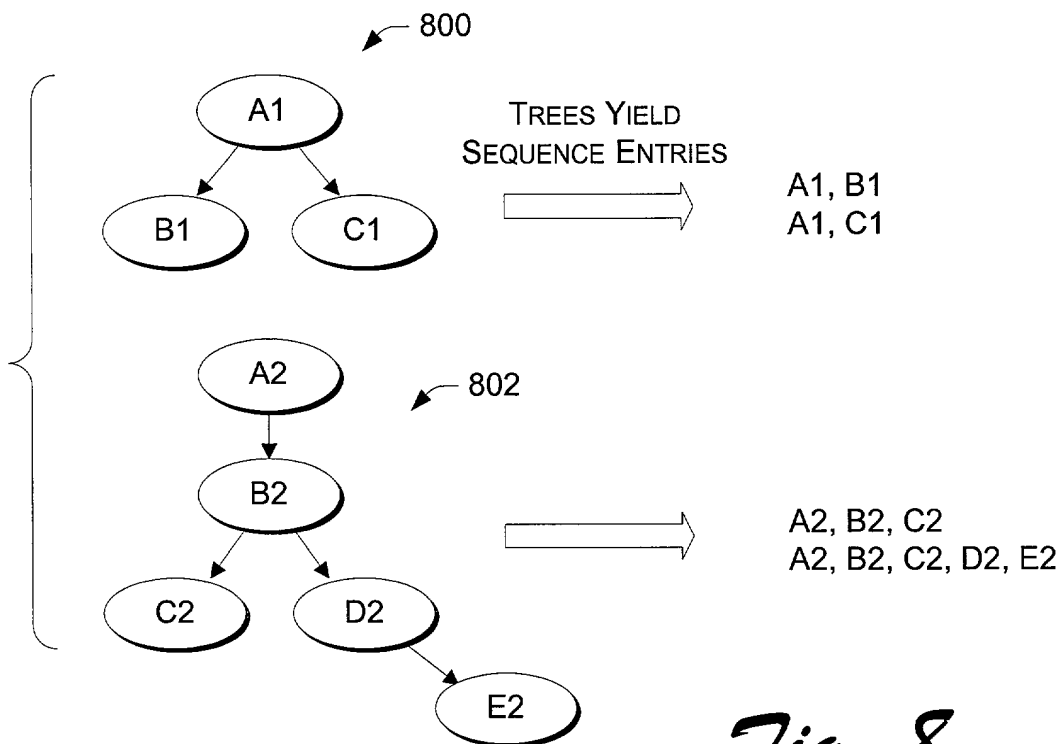 800
A1
TREES YIELD
SEQUENCE ENTRIES
B1
C1
A1, B1
A1, C1
A2
802
B2
A2, B2, C2
A2, B2, C2, D2, E2
C2
D2
E2
Fig. 8